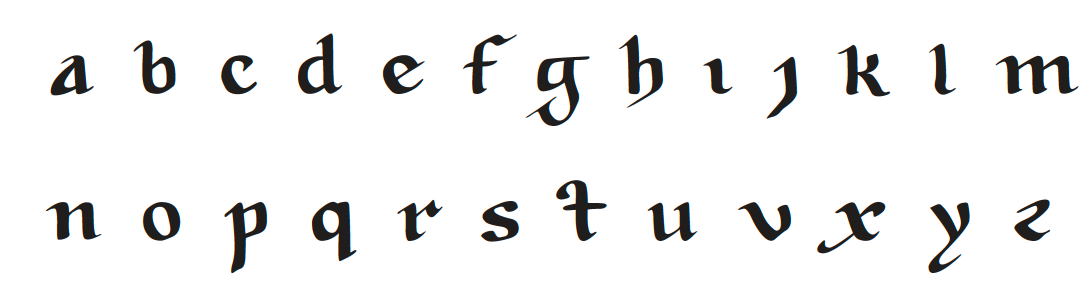 a b c d e f g h i j k l m
n o p q r s t u v x y z